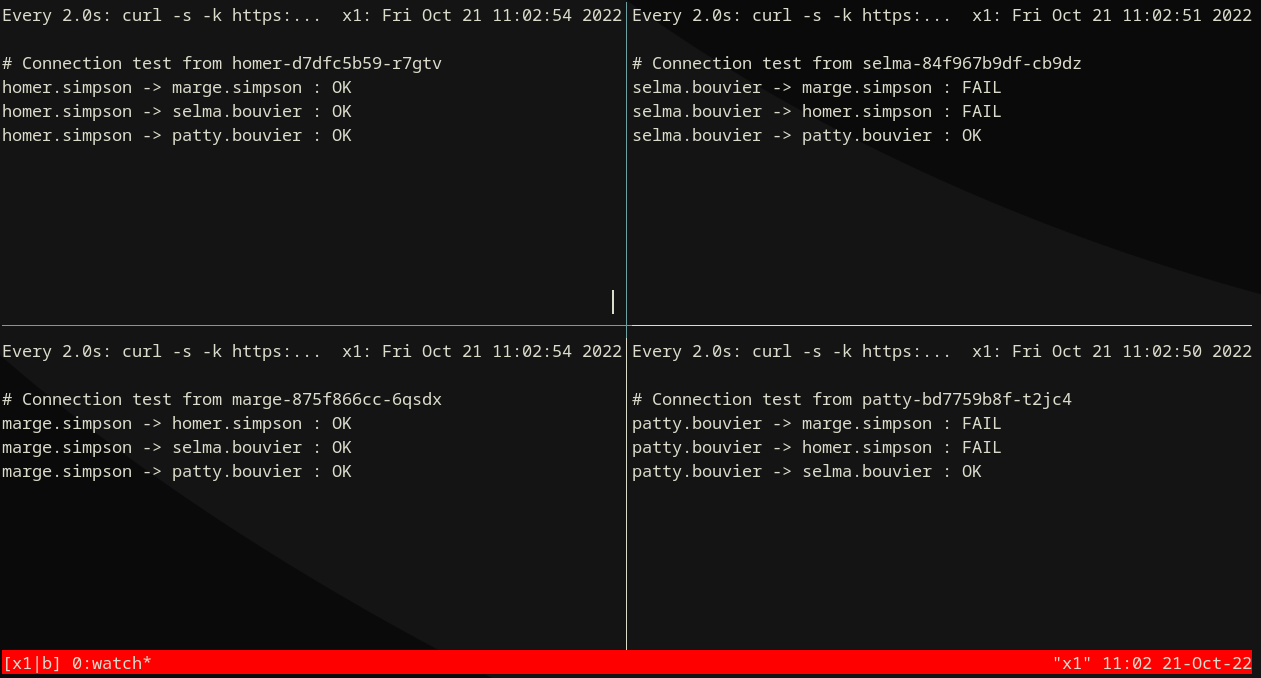 Every 2.0s: curl -s -k https:...  x1: Fri Oct 21 11:02:54 2022
# Connection test from homer-d7dfc5b59-r7gtv
homer.simpson -> marge.simpson : OK
homer.simpson -> selma.bouvier : OK
homer.simpson -> patty.bouvier : OK
Every 2.0s: curl -s -k https:...  x1: Fri Oct 21 11:02:51 2022
# Connection test from selma-84f967b9df-cb9dz
selma.bouvier -> marge.simpson : FAIL
selma.bouvier -> homer.simpson : FAIL
selma.bouvier -> patty.bouvier : OK
Every 2.0s: curl -s -k https:...  x1: Fri Oct 21 11:02:54 2022
# Connection test from marge-875f866cc-6qsdx
marge.simpson -> homer.simpson : OK
marge.simpson -> selma.bouvier : OK
marge.simpson -> patty.bouvier : OK
Every 2.0s: curl -s -k https:...  x1: Fri Oct 21 11:02:50 2022
# Connection test from patty-bd7759b8f-t2jc4
patty.bouvier -> marge.simpson : FAIL
patty.bouvier -> homer.simpson : FAIL
patty.bouvier -> selma.bouvier : OK
[x1|b] 0:watch* "x1" 11:02 21-Oct-22